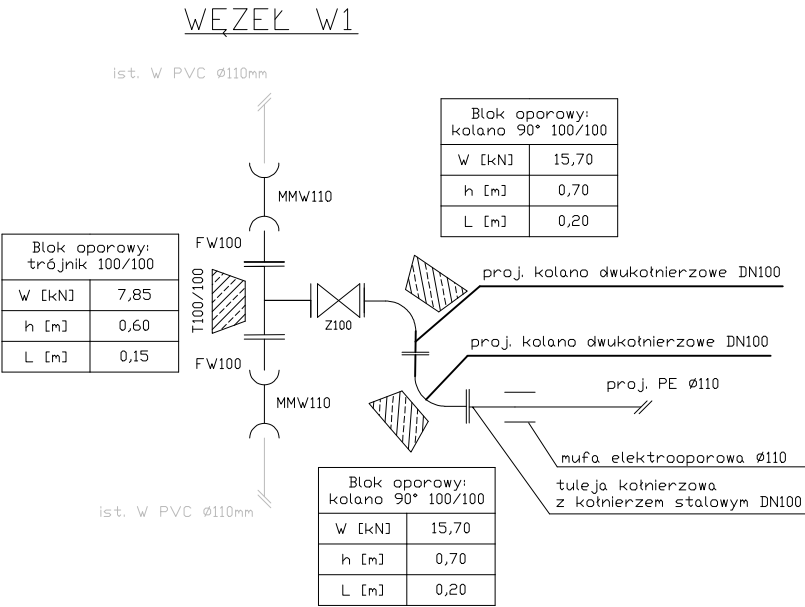 WĘZEŁ W1
ist. W PVC Ø110mm
Blok oporowy:
kolano 90° 100/100
W [kN] 15,70
h [m] 0,70
L [m] 0,20
MMW110
FW100
Blok oporowy:
trójnik 100/100
W [kN] 7,85
h [m] 0,60
L [m] 0,15
T100/100
Z100
proj. kolano dwukołnierzowe DN100
proj. kolano dwukołnierzowe DN100
FW100
MMW110
proj. PE Ø110
mufa elektrooporowa Ø110
tuleja kołnierzowa
z kołnierzem stalowym DN100
ist. W PVC Ø110mm
Blok oporowy:
kolano 90° 100/100
W [kN] 15,70
h [m] 0,70
L [m] 0,20